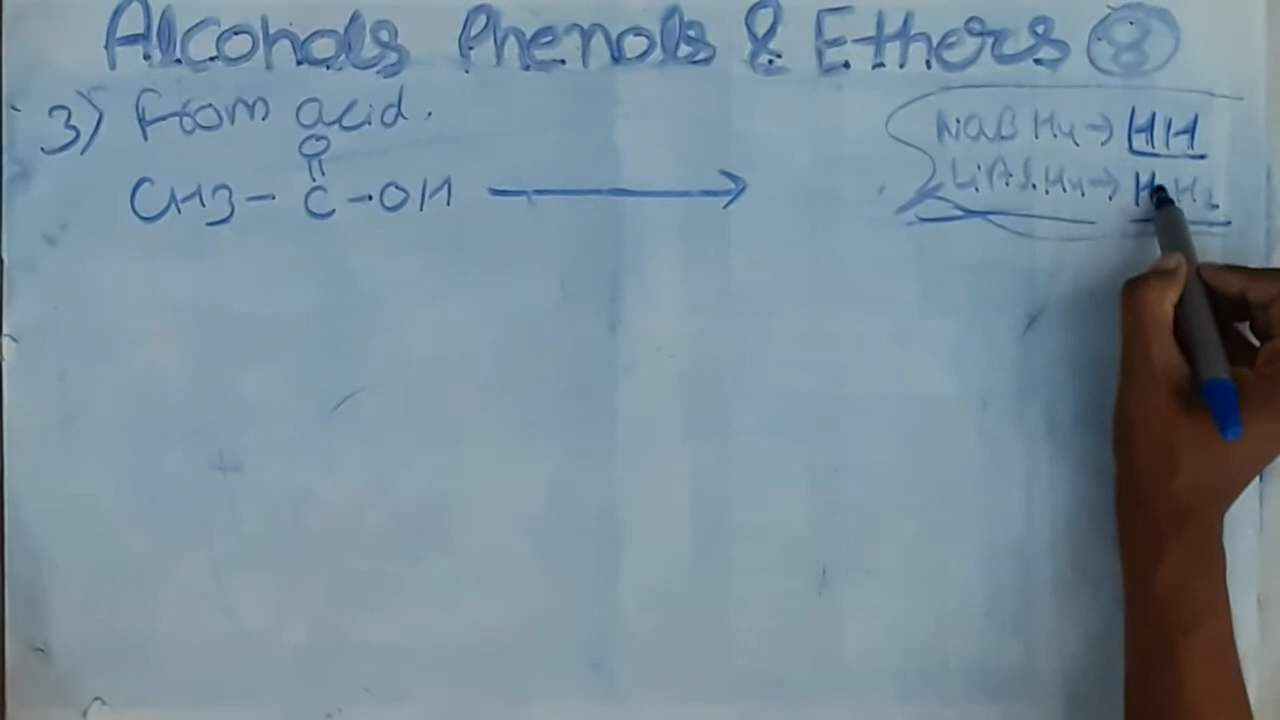 Alcohols Phenols & Ethers 8
3) From acid.
O
CH3 - C - OH →
NaBH4 → HH
LiAlH4 →